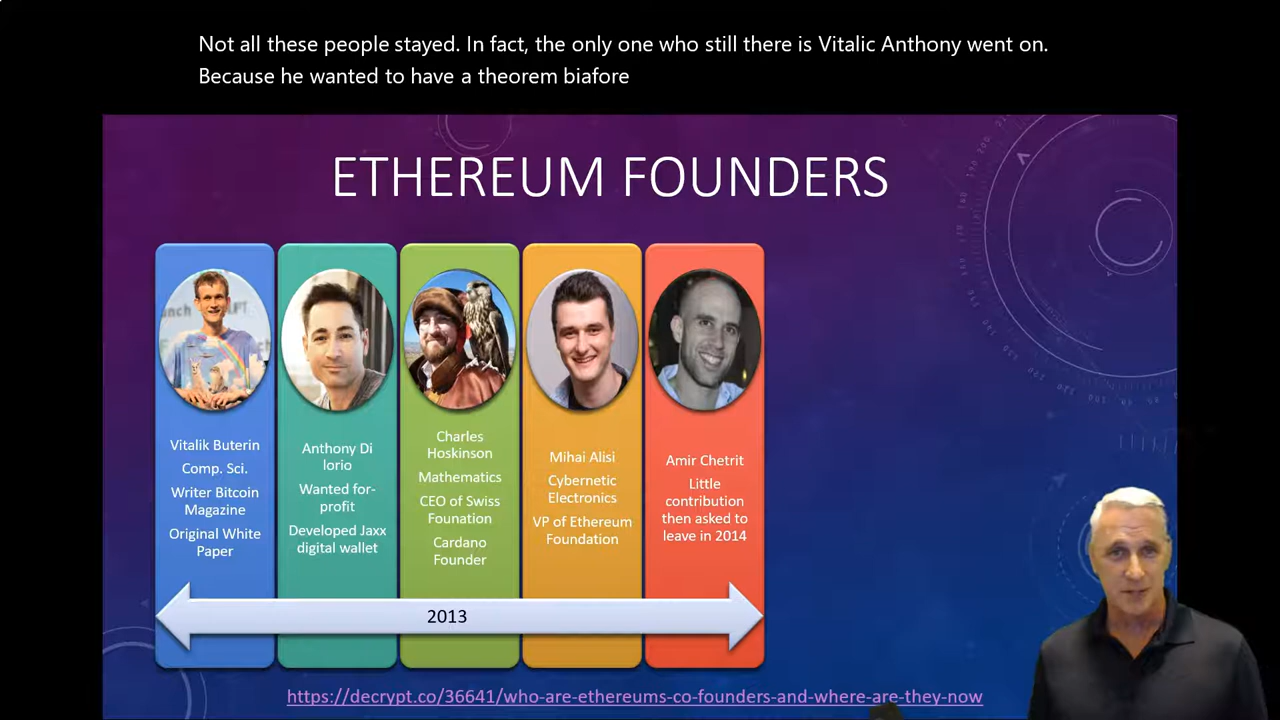 Not all these people stayed. In fact, the only one who still there is Vitalic Anthony went on.
Because he wanted to have a theorem biafore
ETHEREUM FOUNDERS
Vitalik Buterin
Comp. Sci.
Writer Bitcoin
Magazine
Original White
Paper
Anthony Di
Iorio
Wanted for-
profit
Developed Jaxx
digital wallet
Charles
Hoskinson
Mathematics
CEO of Swiss
Founation
Cardano
Founder
Mihai Alisi
Cybernetic
Electronics
VP of Ethereum
Foundation
Amir Chetrit
Little
contribution
then asked to
leave in 2014
2013
https://decrypt.co/36641/who-are-ethereums-co-founders-and-where-are-they-now